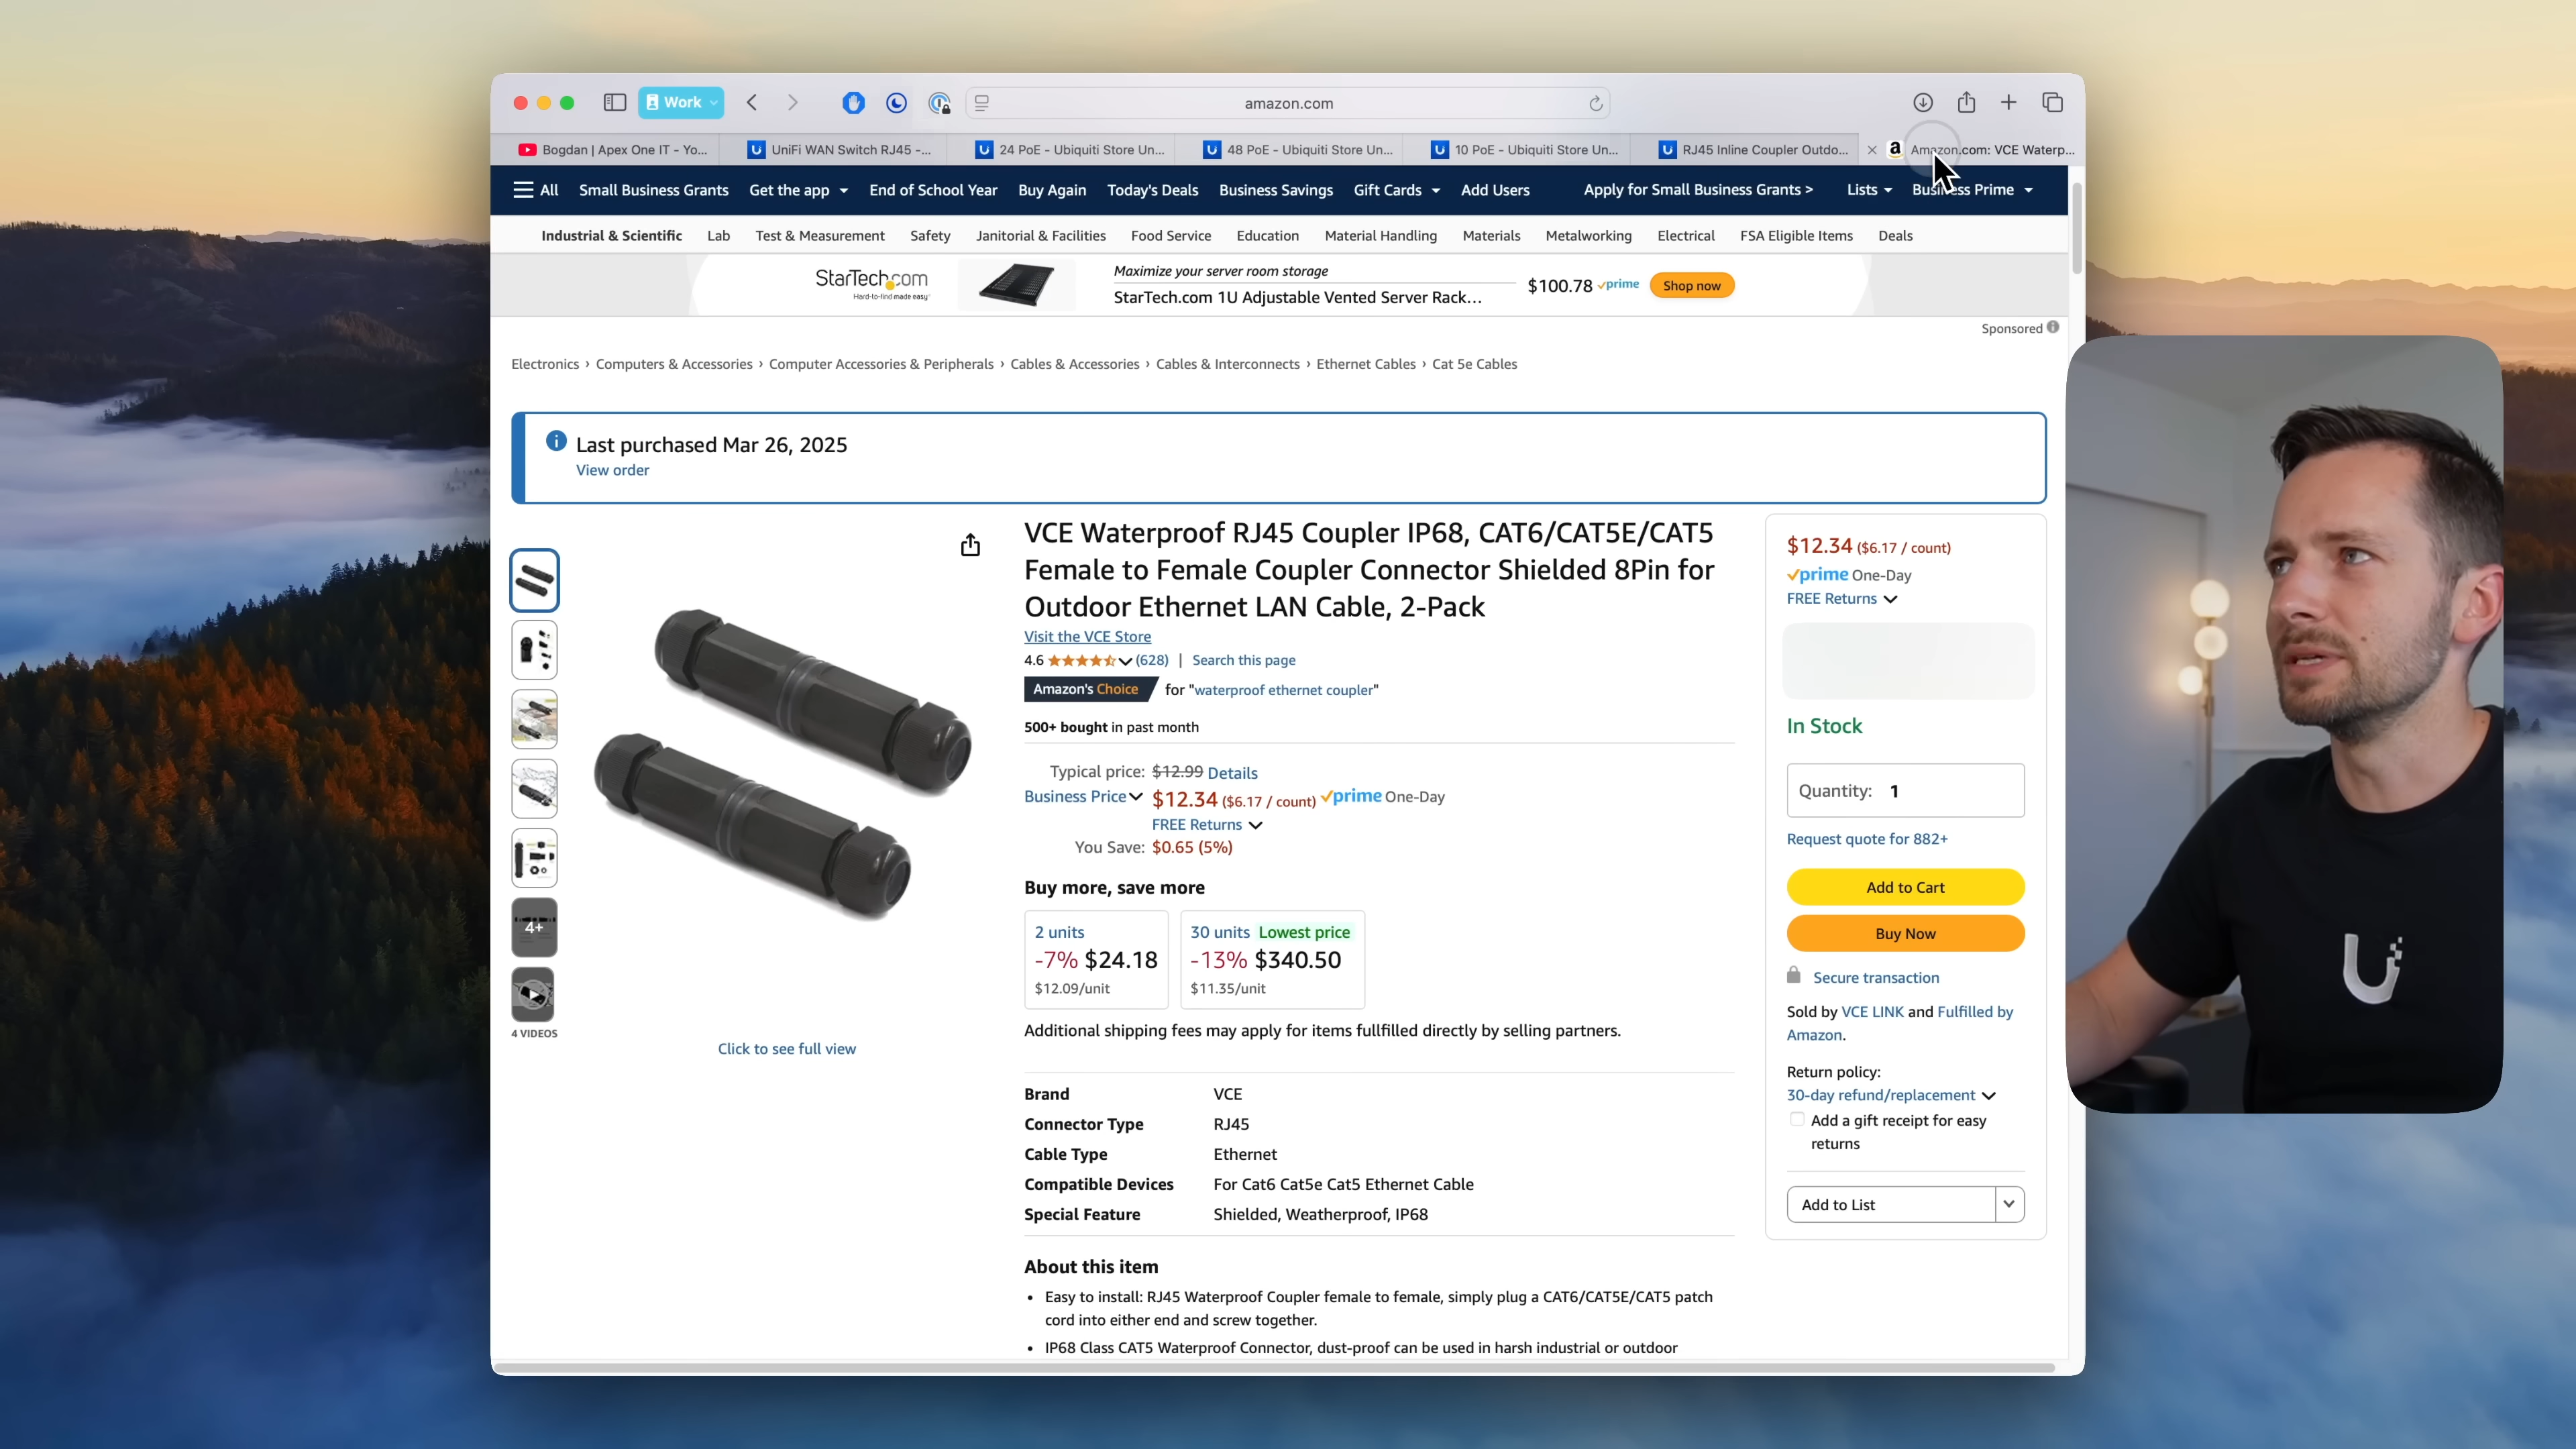 Work
amazon.com
Bogdan | Apex One IT - Yo...
UniFi WAN Switch RJ45 -...
24 PoE - Ubiquiti Store Un...
48 PoE - Ubiquiti Store Un...
10 PoE - Ubiquiti Store Un...
RJ45 Inline Coupler Outdo...
Amazon.com: VCE Waterp...
All Small Business Grants Get the app End of School Year Buy Again Today's Deals Business Savings Gift Cards Add Users Apply for Small Business Grants > Lists Business Prime
Industrial & Scientific Lab Test & Measurement Safety Janitorial & Facilities Food Service Education Material Handling Materials Metalworking Electrical FSA Eligible Items Deals
StarTech.com
Hard-to-find made easy
Maximize your server room storage
StarTech.com 1U Adjustable Vented Server Rack...
$100.78 prime
Shop now
Sponsored
Electronics › Computers & Accessories › Computer Accessories & Peripherals › Cables & Accessories › Cables & Interconnects › Ethernet Cables › Cat 5e Cables
Last purchased Mar 26, 2025
View order
4+
4 VIDEOS
Click to see full view
VCE Waterproof RJ45 Coupler IP68, CAT6/CAT5E/CAT5
Female to Female Coupler Connector Shielded 8Pin for
Outdoor Ethernet LAN Cable, 2-Pack
Visit the VCE Store
4.6 (628) | Search this page
Amazon's Choice for "waterproof ethernet coupler"
500+ bought in past month
Typical price: $12.99 Details
Business Price $12.34 ($6.17 / count) prime One-Day
FREE Returns
You Save: $0.65 (5%)
Buy more, save more
2 units
-7% $24.18
$12.09/unit
30 units Lowest price
-13% $340.50
$11.35/unit
Additional shipping fees may apply for items fullfilled directly by selling partners.
Brand VCE
Connector Type RJ45
Cable Type Ethernet
Compatible Devices For Cat6 Cat5e Cat5 Ethernet Cable
Special Feature Shielded, Weatherproof, IP68
About this item
• Easy to install: RJ45 Waterproof Coupler female to female, simply plug a CAT6/CAT5E/CAT5 patch
cord into either end and screw together.
• IP68 Class CAT5 Waterproof Connector, dust-proof can be used in harsh industrial or outdoor
$12.34 ($6.17 / count)
prime One-Day
FREE Returns
In Stock
Quantity: 1
Request quote for 882+
Add to Cart
Buy Now
Secure transaction
Sold by VCE LINK and Fulfilled by
Amazon.
Return policy:
30-day refund/replacement
Add a gift receipt for easy
returns
Add to List